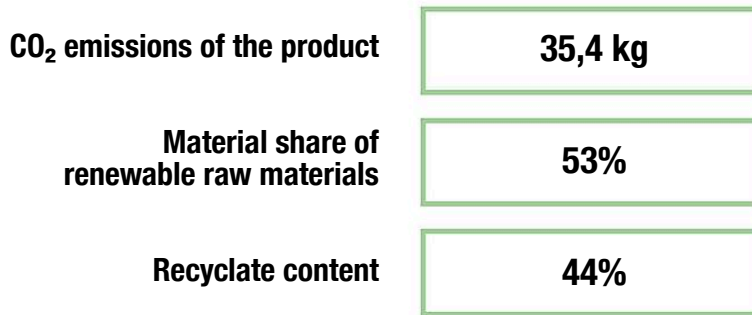 CO₂ emissions of the product
35,4 kg
Material share of
renewable raw materials
53%
Recyclate content
44%